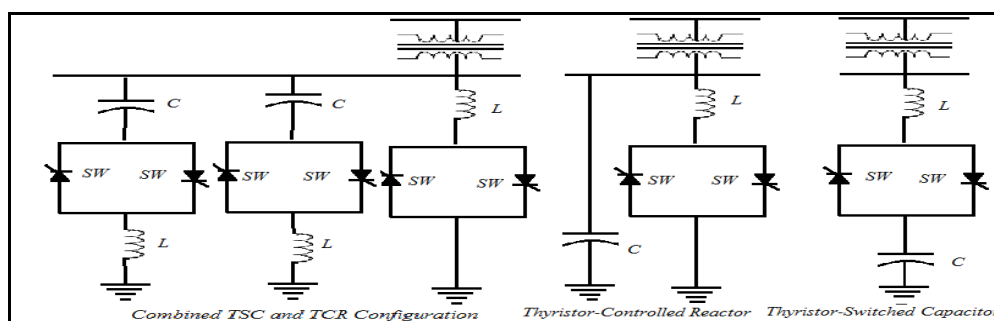 L
L
L
C
C
SW
SW
SW
SW
SW
SW
SW
SW
SW
SW
L
L
C
C
Combined TSC and TCR Configuration
Thyristor-Controlled Reactor
Thyristor-Switched Capacitor